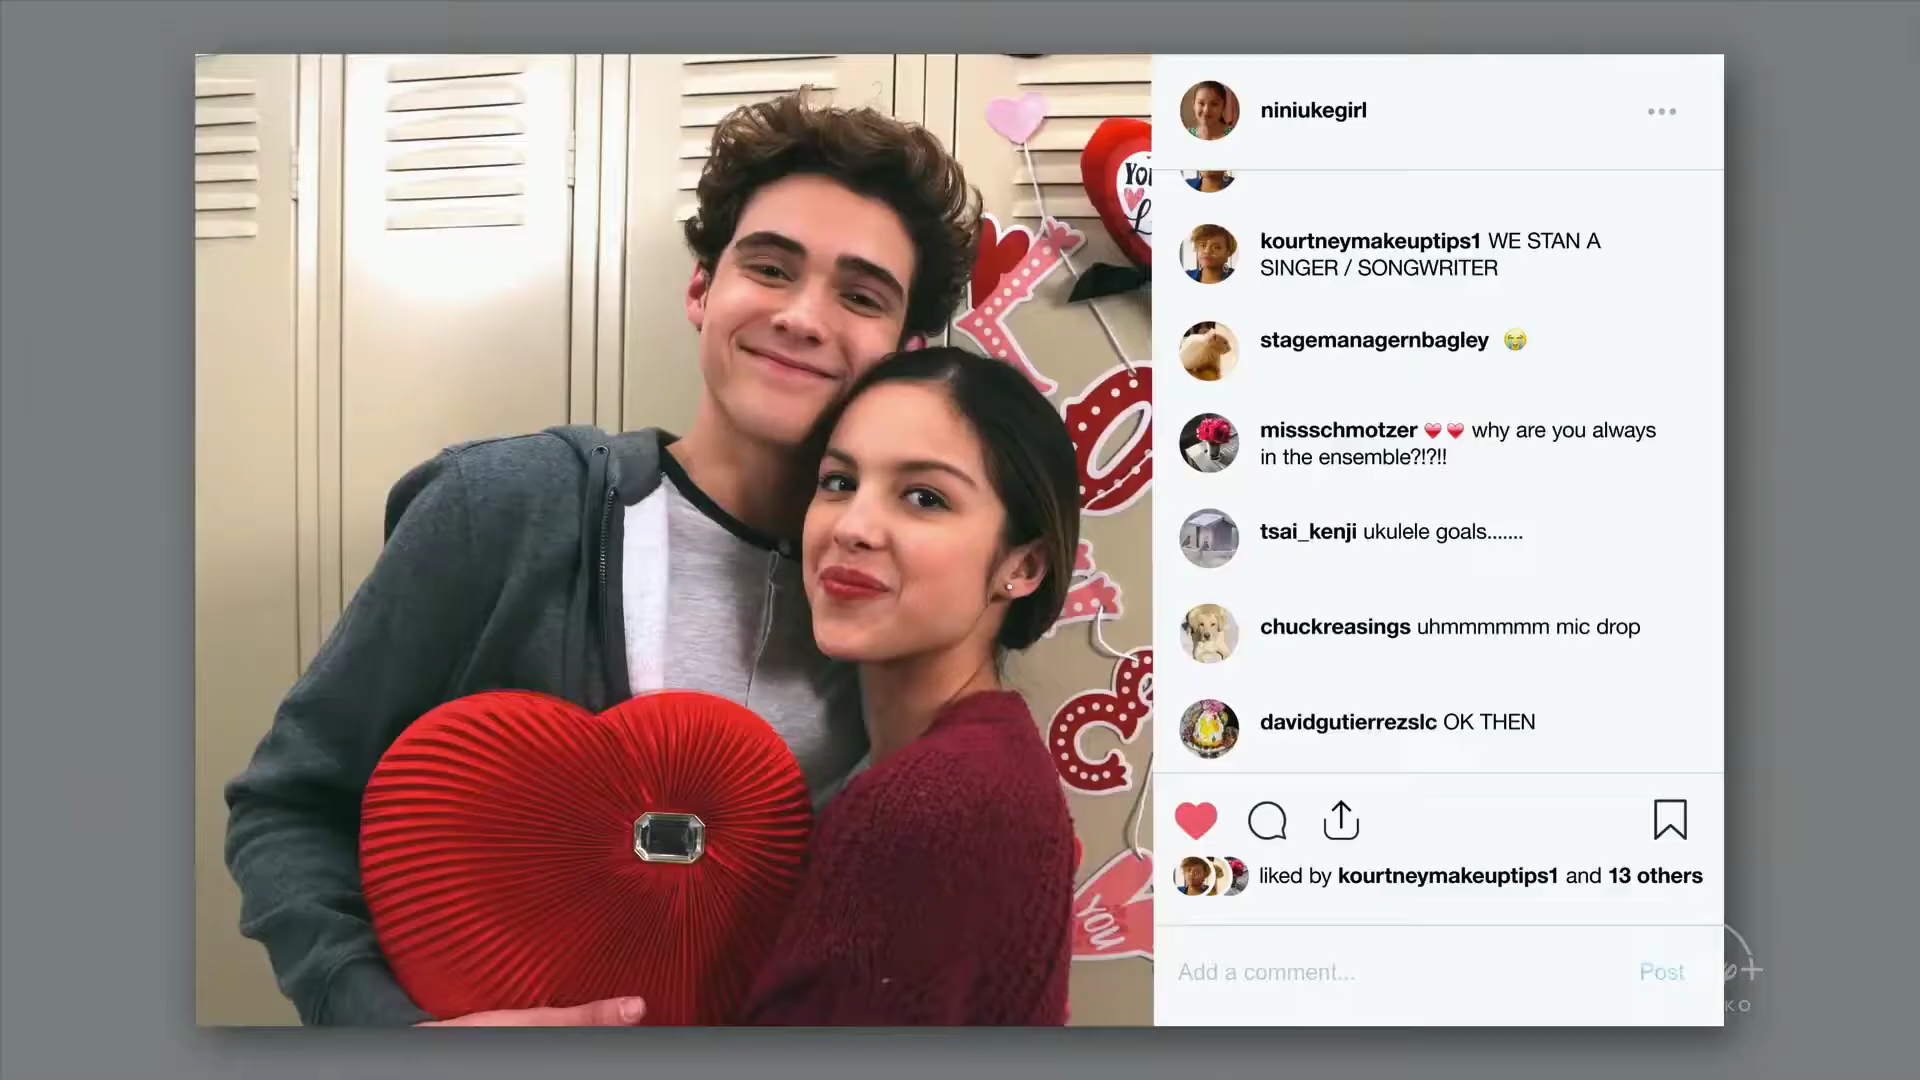 niniukegirl
kourtneymakeuptips1 WE STAN A
SINGER / SONGWRITER
stagemanagernbagley 😭
missschmotzer ❤️❤️ why are you always
in the ensemble?!?!!
tsai_kenji ukulele goals.......
chuckreasings uhmmmmmm mic drop
davidgutierrezslc OK THEN
liked by kourtneymakeuptips1 and 13 others
Add a comment...
Post
YOU